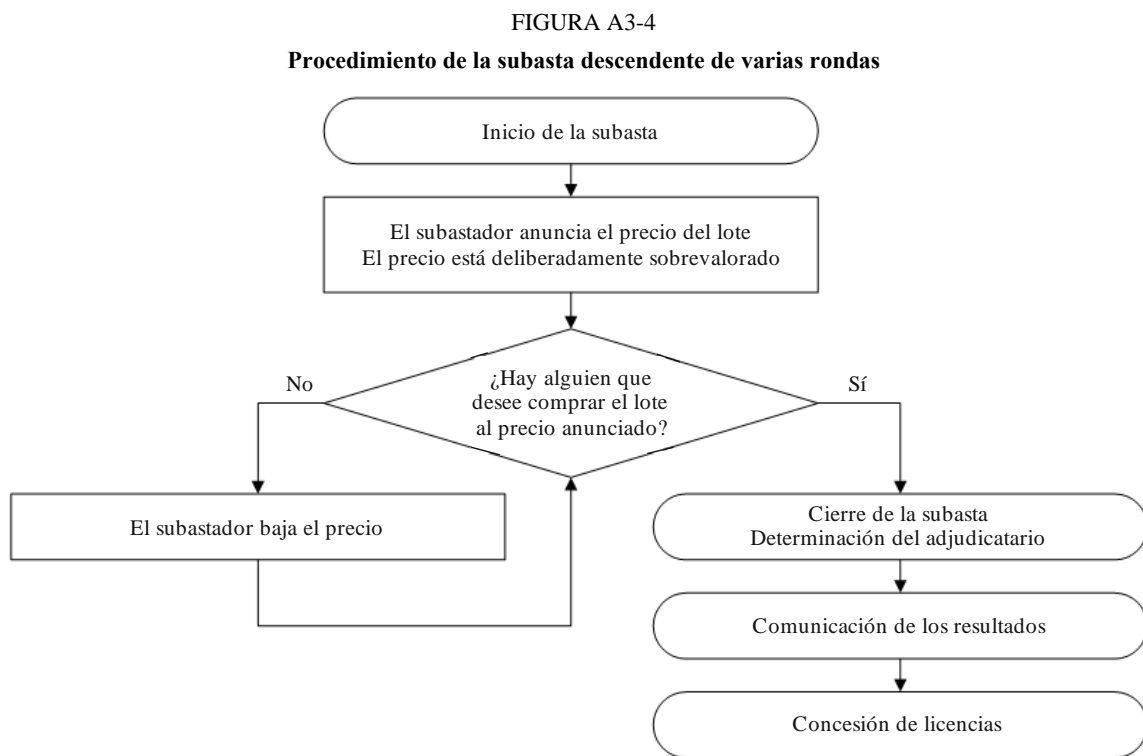 FIGURA A3-4
Procedimiento de la subasta descendente de varias rondas
Inicio de la subasta
El subastador anuncia el precio del lote
El precio está deliberadamente sobrevalorado
No
¿Hay alguien que
desee comprar el lote
al precio anunciado?
Sí
El subastador baja el precio
Cierre de la subasta
Determinación del adjudicatario
Comunicación de los resultados
Concesión de licencias